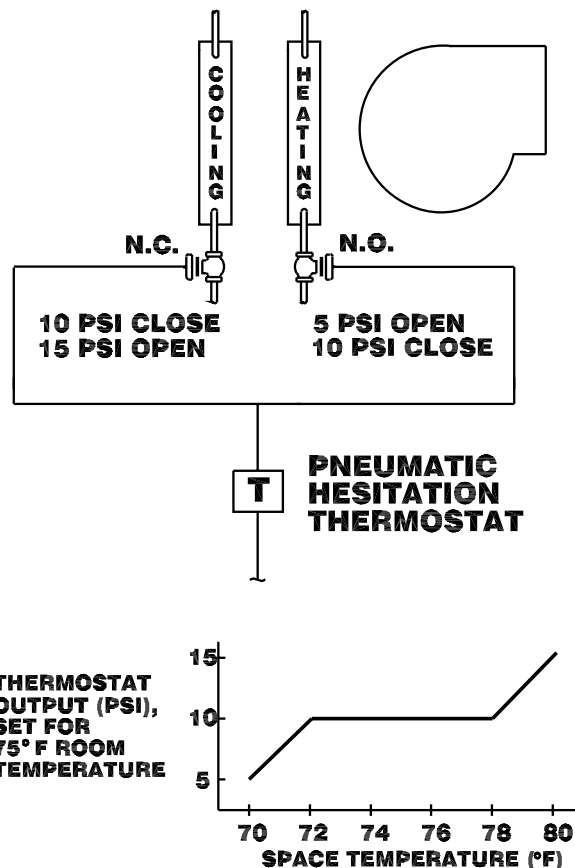 COOLING
HEATING
N.C.
N.O.
10 PSI CLOSE
15 PSI OPEN
5 PSI OPEN
10 PSI CLOSE
T
PNEUMATIC
HESITATION
THERMOSTAT
THERMOSTAT
OUTPUT (PSI),
SET FOR
75° F ROOM
TEMPERATURE
15
10
5
70 72 74 76 78 80
SPACE TEMPERATURE (°F)